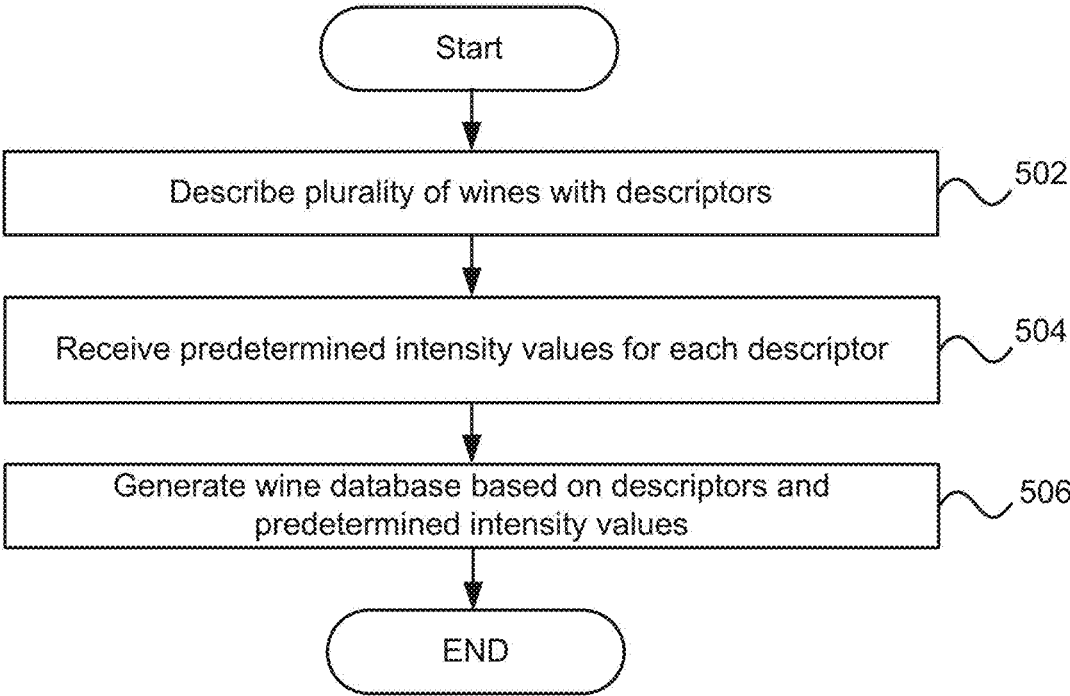 Start
Describe plurality of wines with descriptors
502
Receive predetermined intensity values for each descriptor
504
Generate wine database based on descriptors and
predetermined intensity values
506
END